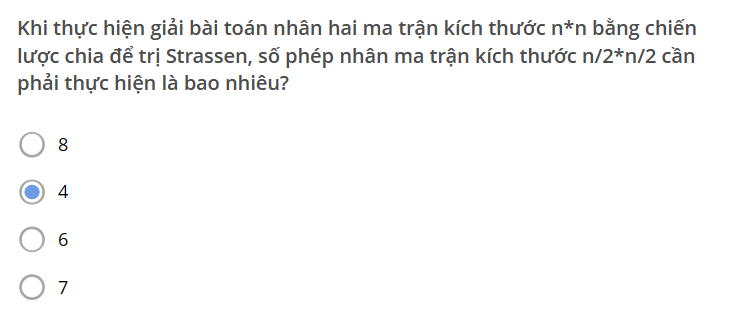 Khi thực hiện giải bài toán nhân hai ma trận kích thước n*n bằng chiến
lược chia để trị Strassen, số phép nhân ma trận kích thước n/2*n/2 cần
phải thực hiện là bao nhiêu?
8
4
6
7